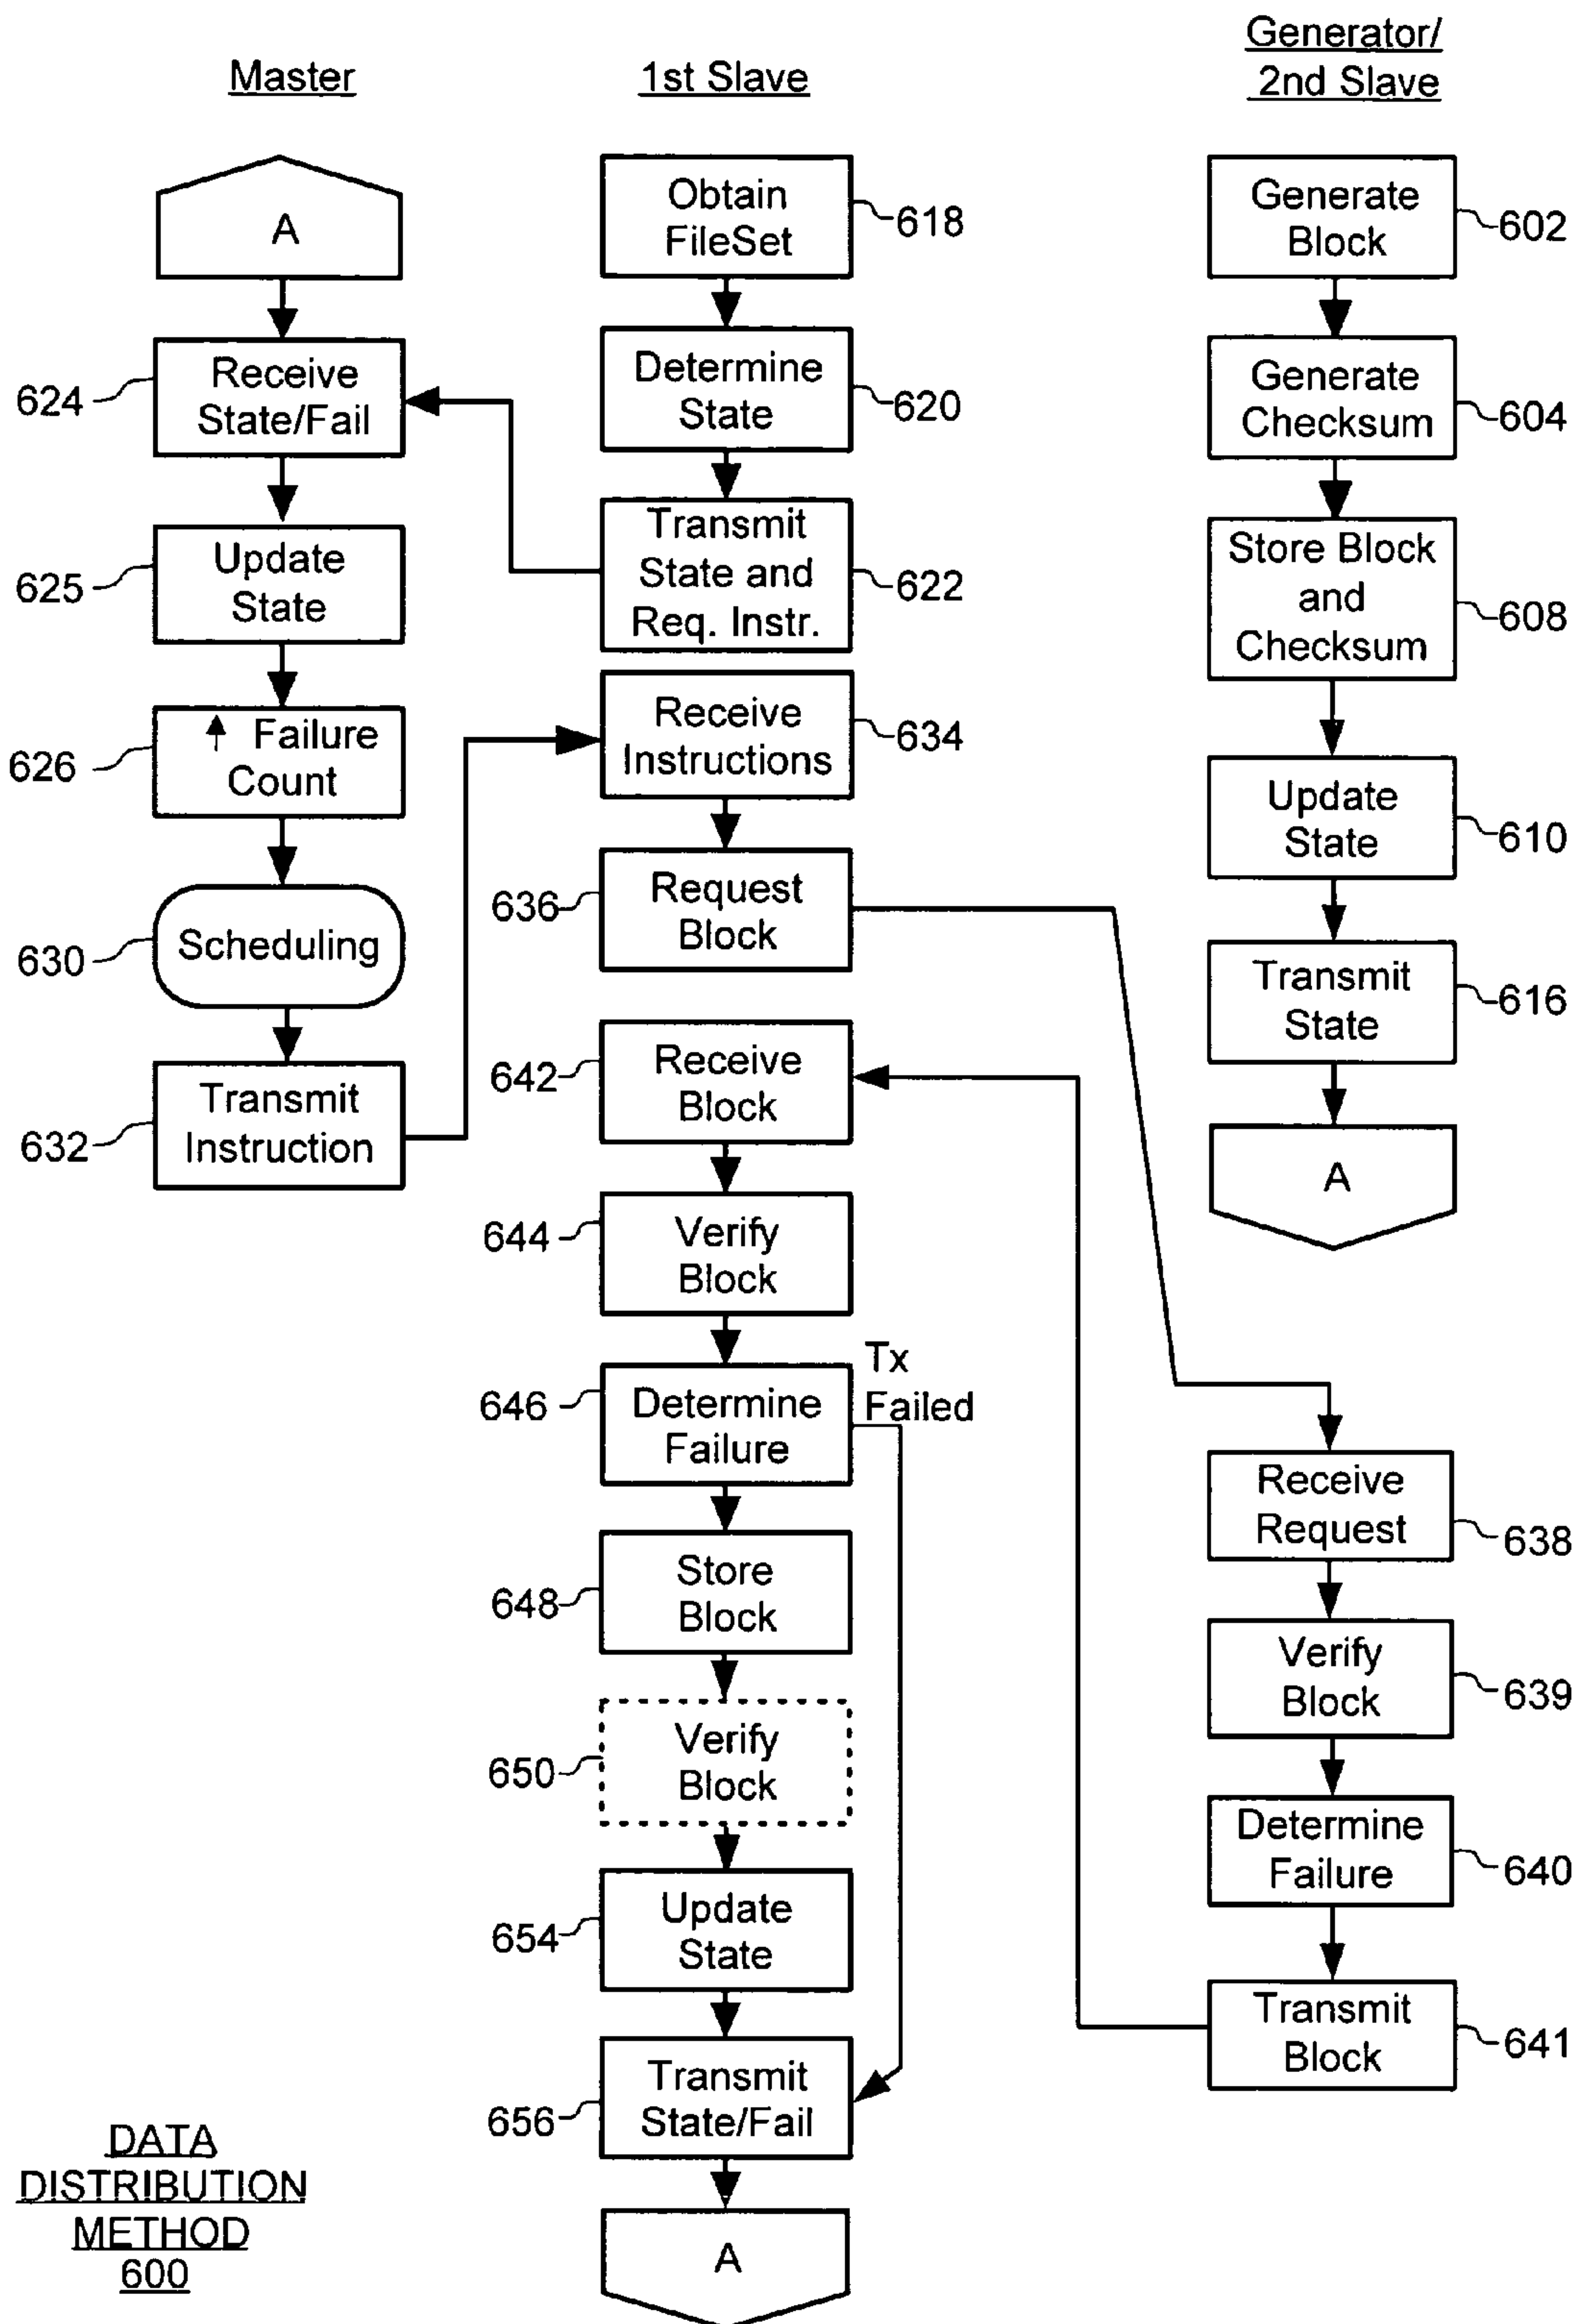 Master
A
624
Receive
State/Fail
625
Update
State
626
↑ Failure
Count
630
Scheduling
632
Transmit
Instruction
1st Slave
Obtain
FileSet
618
Determine
State
620
Transmit
State and
Req. Instr.
622
Receive
Instructions
634
636
Request
Block
642
Receive
Block
644
Verify
Block
646
Determine
Failure
Tx
Failed
648
Store
Block
650
Verify
Block
654
Update
State
656
Transmit
State/Fail
A
Generator/
2nd Slave
Generate
Block
602
Generate
Checksum
604
Store Block
and
Checksum
608
Update
State
610
Transmit
State
616
A
Receive
Request
638
Verify
Block
639
Determine
Failure
640
Transmit
Block
641
DATA
DISTRIBUTION
METHOD
600